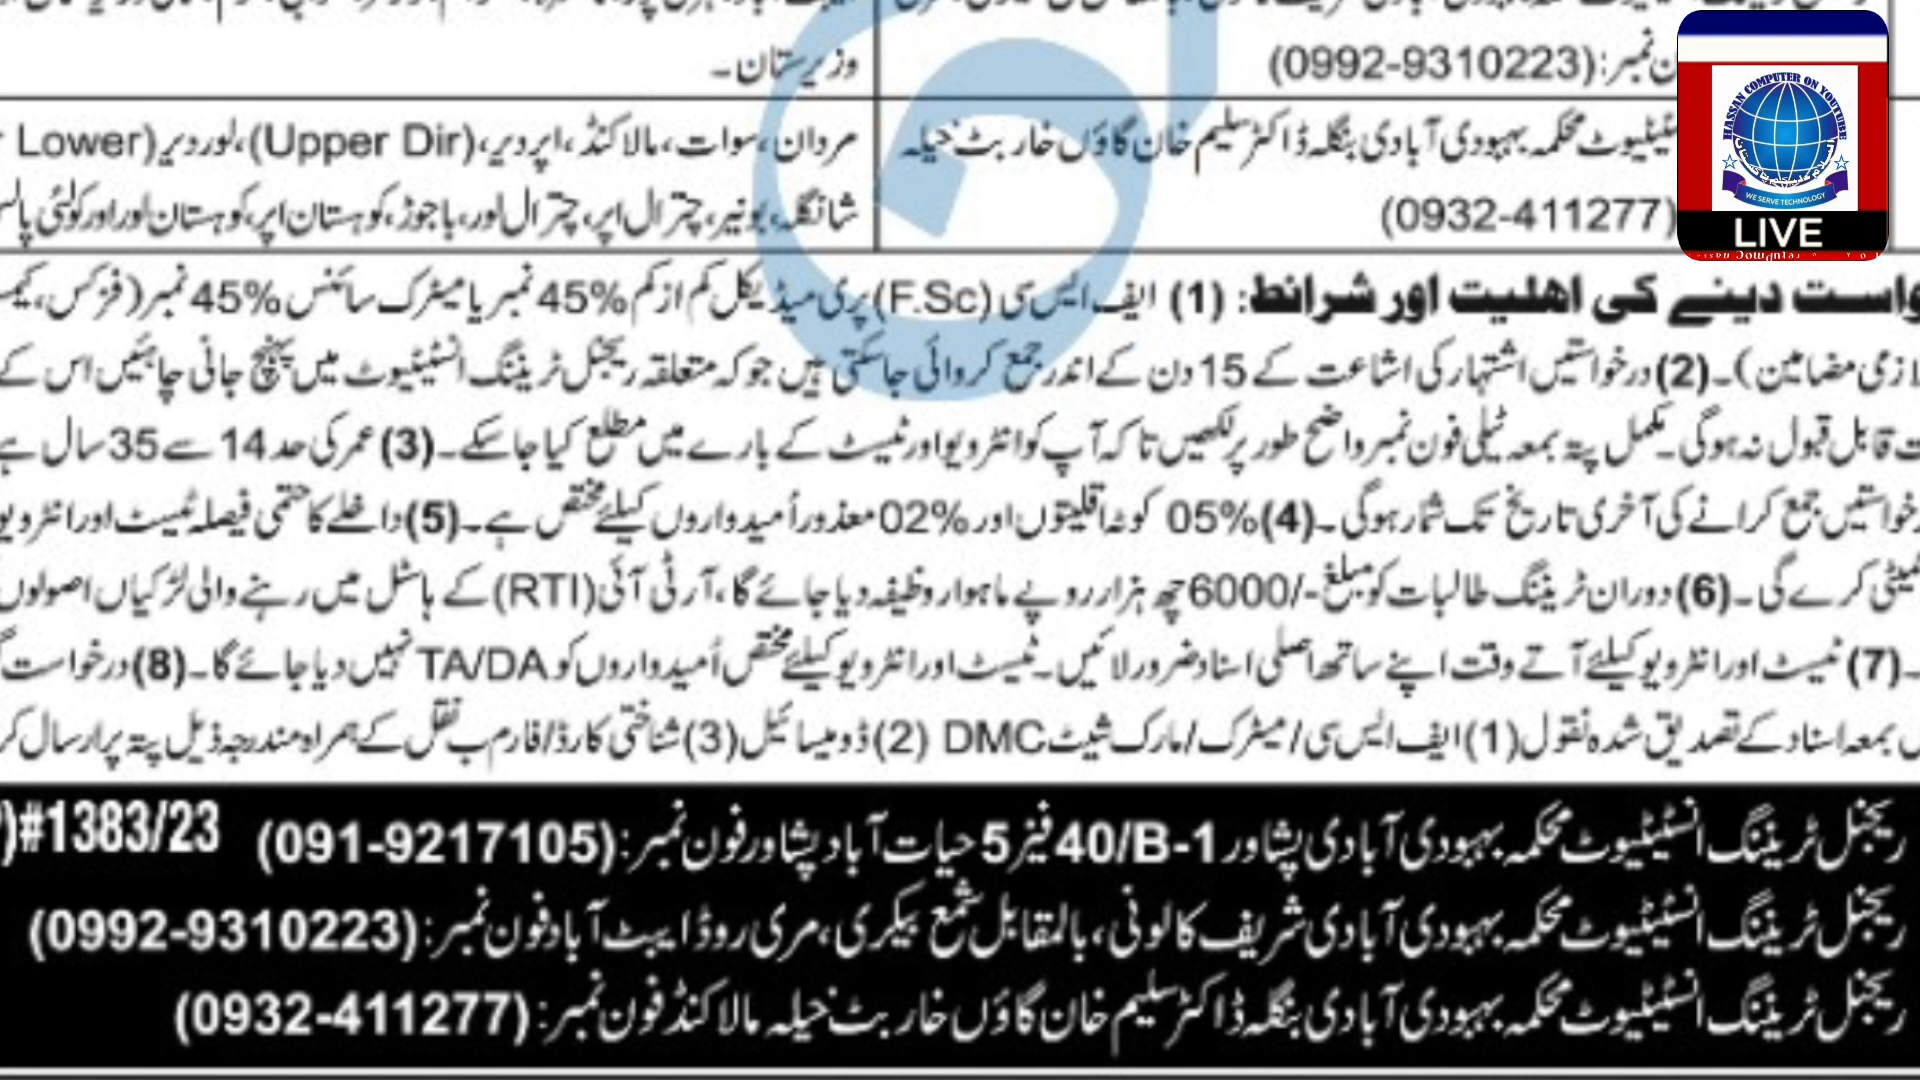 وزیرستان۔
ن نمبر: (0992-9310223)
مردان، سوات، مالاکنڈ، اپر دیر، (Upper Dir)، لوئر دیر (Lower
سٹیٹیوٹ محکمہ بہبودی آبادی بنگلہ ڈاکٹر سلیم خان گاؤں خار بٹ خیلہ
شانگلہ، بونیر، چترال اپر، چترال لوئر، باجوڑ، کوہستان اپر، کوہستان لوئر اور کولئی پالس
(0932-411277)
HASSAN COMPUTER ON YOUTUBE
WE SERVE TECHNOLOGY
LIVE
واست دینے کی اھلیت اور شرائط: (1) ایف ایس سی (F.Sc) پری میڈیکل کم از کم 45% نمبر یا میٹرک سائنس 45% نمبر (فزکس، کیمـ
لازمی مضامین)۔ (2) درخواستیں اشتہار کی اشاعت کے 15 دن کے اندر جمع کروائی جاسکتی ہیں جو کہ متعلقہ ریجنل ٹریننگ انسٹیٹیوٹ میں پہنچ جانی چاہئیں اس کے
ت قابل قبول نہ ہوگی۔ مکمل پتہ بمعہ ٹیلی فون نمبر واضح طور پر لکھیں تاکہ آپ کو انٹرویو اور ٹیسٹ کے بارے میں مطلع کیا جاسکے۔ (3) عمر کی حد 14 سے 35 سال ہے
رخواستیں جمع کرانے کی آخری تاریخ تک شمار ہوگی۔ (4) 05% کوٹہ اقلیتوں اور 02% معذور اُمیدواروں کیلئے مختص ہے۔ (5) داخلے کا حتمی فیصلہ ٹیسٹ اور انٹرویو
کمیٹی کرے گی۔ (6) دوران ٹریننگ طالبات کو مبلغ -/6000 چھ ہزار روپے ماہوار وظیفہ دیا جائے گا، آر ٹی آئی (RTI) کے ہاسٹل میں رہنے والی لڑکیاں اصولوں
۔ (7) ٹیسٹ اور انٹرویو کیلئے آتے وقت اپنے ساتھ اصلی اسناد ضرور لائیں۔ ٹیسٹ اور انٹرویو کیلئے مختص اُمیدواروں کو TA/DA نہیں دیا جائے گا۔ (8) درخواست
ں بمعہ اسناد کے تصدیق شدہ نقول (1) ایف ایس سی/میٹرک/مارک شیٹ DMC (2) ڈومیسائیل (3) شناختی کارڈ/فارم ب نقل کے ہمراہ مندرجہ ذیل پتہ پر ارسال کر
ریجنل ٹریننگ انسٹیٹیوٹ محکمہ بہبودی آبادی پشاور 40/B-1 فیز 5 حیات آباد پشاور فون نمبر: (091-9217105) #1383/23
ریجنل ٹریننگ انسٹیٹیوٹ محکمہ بہبودی آبادی شریف کالونی، بالمقابل شمع بیکری، مری روڈ ایبٹ آباد فون نمبر: (0992-9310223)
ریجنل ٹریننگ انسٹیٹیوٹ محکمہ بہبودی آبادی بنگلہ ڈاکٹر سلیم خان گاؤں خار بٹ خیلہ مالاکنڈ فون نمبر: (0932-411277)